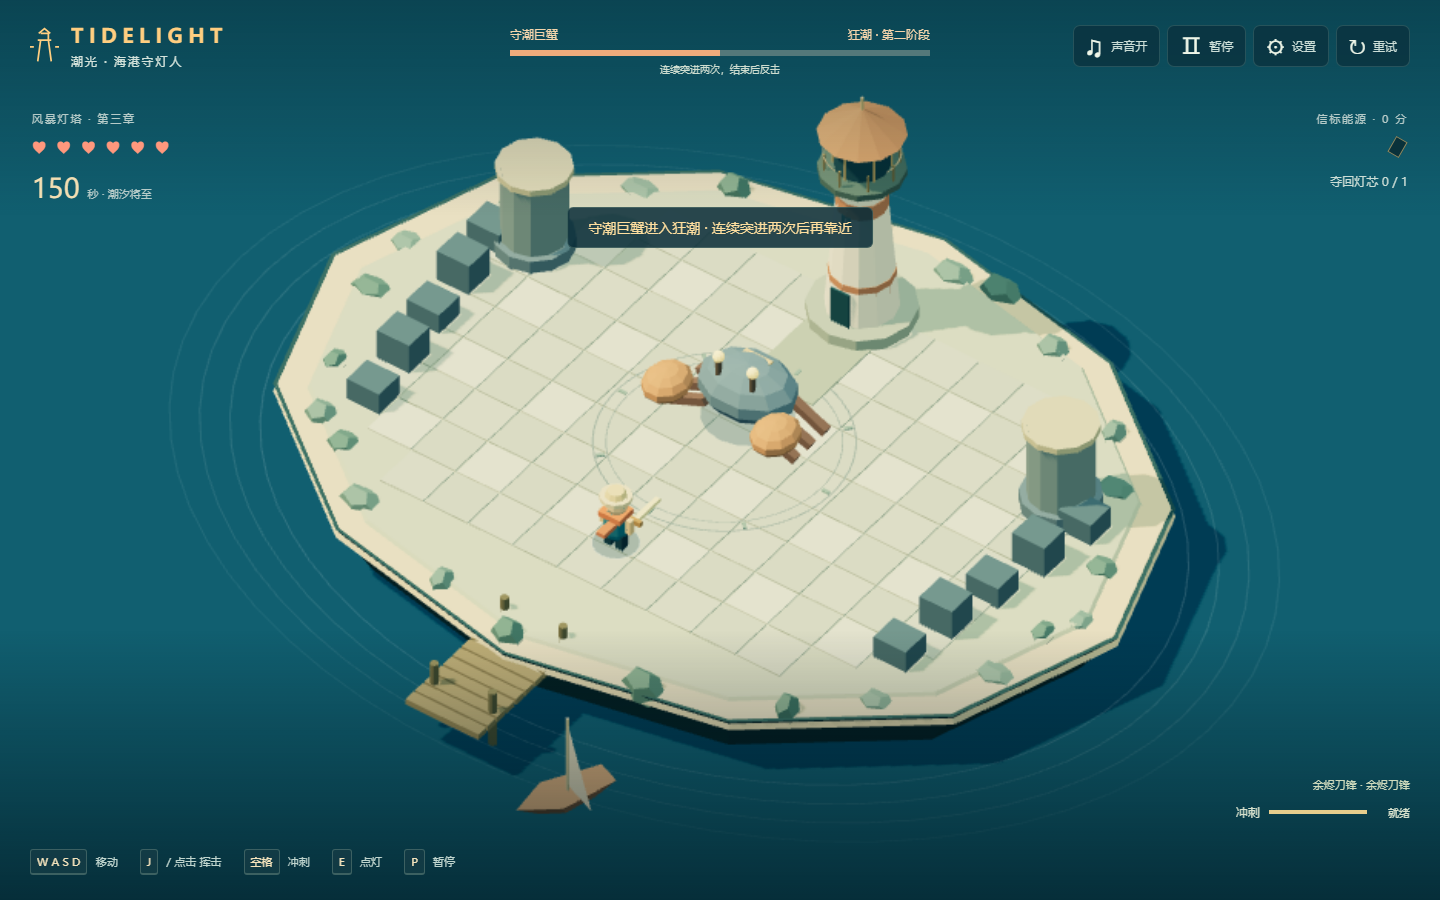 TIDELIGHT
潮光 · 海港守灯人
守潮巨蟹
狂潮 · 第二阶段
连续突进两次，结束后反击
声音开
暂停
设置
重试
风暴灯塔 · 第三章
150 秒 · 潮汐将至
信标能源 · 0 分
夺回灯芯 0 / 1
守潮巨蟹进入狂潮 · 连续突进两次后再靠近
余烬刀锋 · 余烬刀锋
冲刺
就绪
WASD 移动 J / 点击 挥击 空格 冲刺 E 点灯 P 暂停